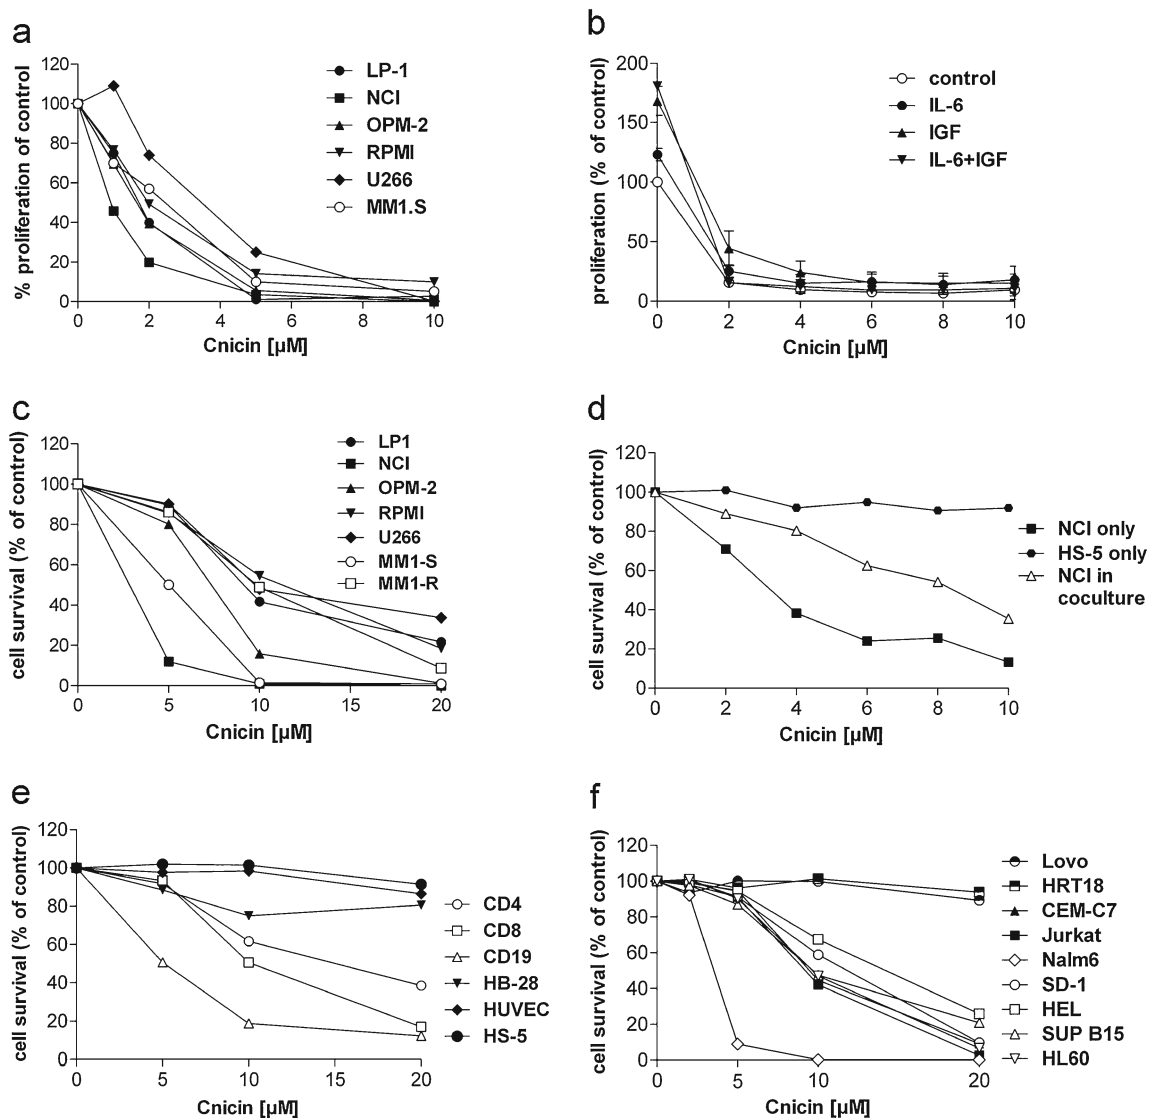 a
% proliferation of control
120
100
80
60
40
20
0
0 2 4 6 8 10
Cnicin [µM]
LP-1
NCI
OPM-2
RPMI
U266
MM1.S
b
proliferation (% of control)
200
150
100
50
0
0 2 4 6 8 10
Cnicin [µM]
control
IL-6
IGF
IL-6+IGF
c
cell survival (% of control)
120
100
80
60
40
20
0
0 5 10 15 20
Cnicin [µM]
LP1
NCI
OPM-2
RPMI
U266
MM1-S
MM1-R
d
cell survival (% of control)
120
100
80
60
40
20
0
0 2 4 6 8 10
Cnicin [µM]
NCI only
HS-5 only
NCI in
coculture
e
cell survival (% of control)
120
100
80
60
40
20
0
0 5 10 15 20
Cnicin [µM]
CD4
CD8
CD19
HB-28
HUVEC
HS-5
f
cell survival (% of control)
120
100
80
60
40
20
0
0 5 10 20
Cnicin [µM]
Lovo
HRT18
CEM-C7
Jurkat
Nalm6
SD-1
HEL
SUP B15
HL60